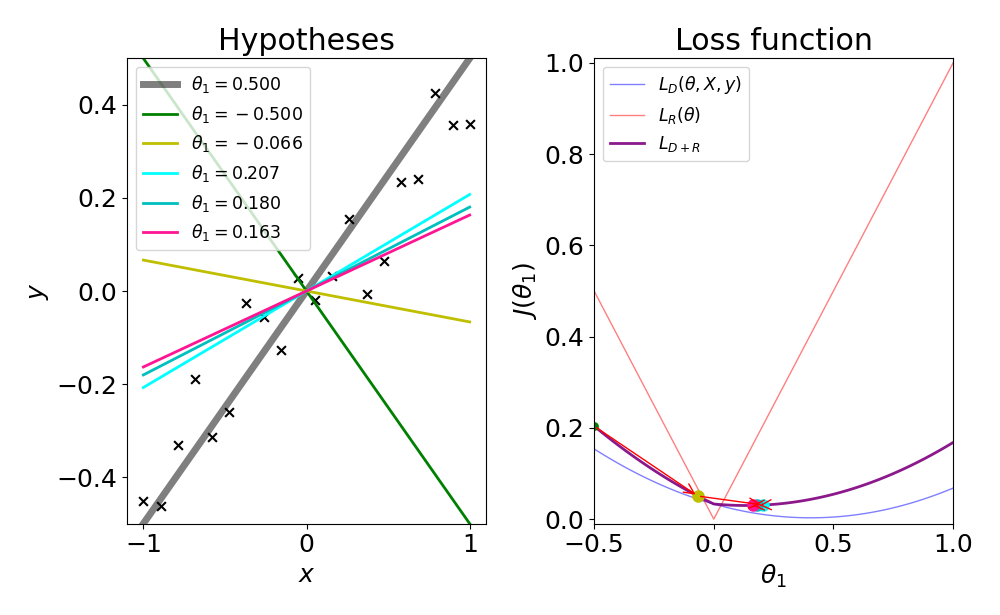 Hypotheses
θ₁ = 0.500
θ₁ = −0.500
θ₁ = −0.066
θ₁ = 0.207
θ₁ = 0.180
θ₁ = 0.163
0.4
0.2
0.0
−0.2
−0.4
y
−1
0
1
x
Loss function
L_D(θ, X, y)
L_R(θ)
L_{D+R}
1.0
0.8
0.6
0.4
0.2
0.0
J(θ₁)
−0.5
0.0
0.5
1.0
θ₁